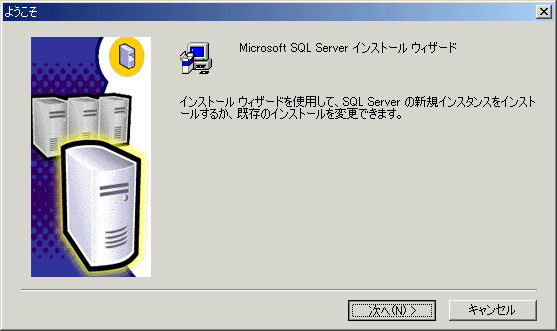 ようこそ
Microsoft SQL Server インストール ウィザード
インストール ウィザードを使用して、SQL Server の新規インスタンスをインスト
ールするか、既存のインストールを変更できます。
次へ(N) >
キャンセル